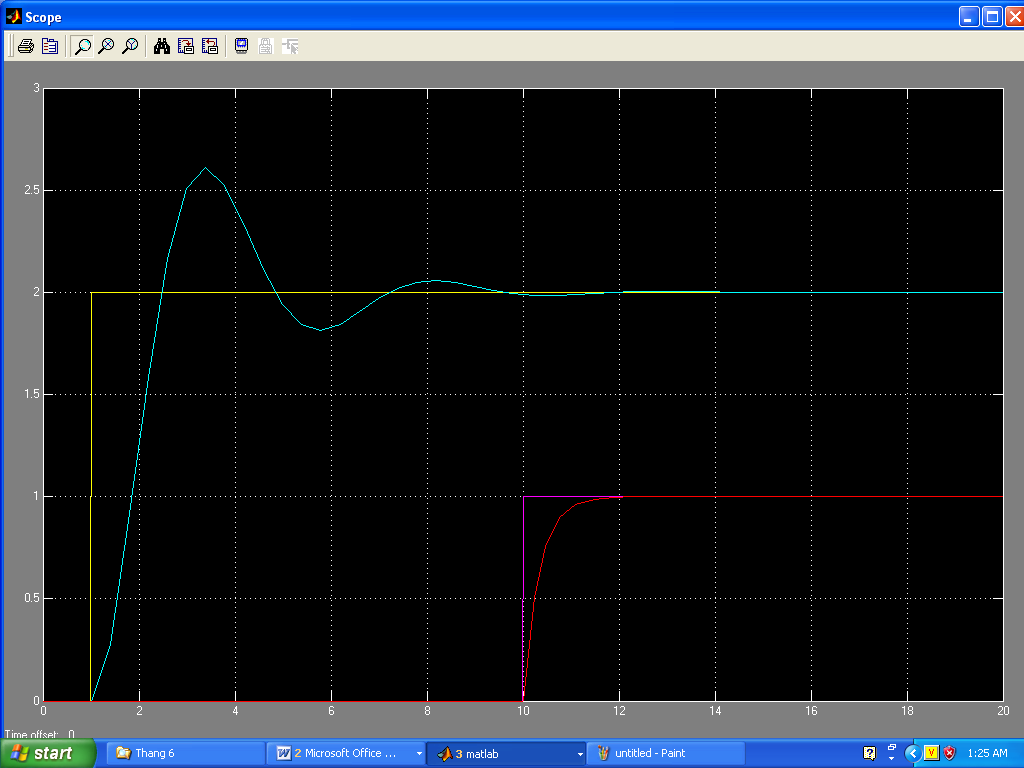 Scope
3
2.5
2
1.5
1
0.5
0
0 2 4 6 8 10 12 14 16 18 20
Time offset: 0
start Thang 6 2 Microsoft Office ... 3 matlab untitled - Paint ? V 1:25 AM